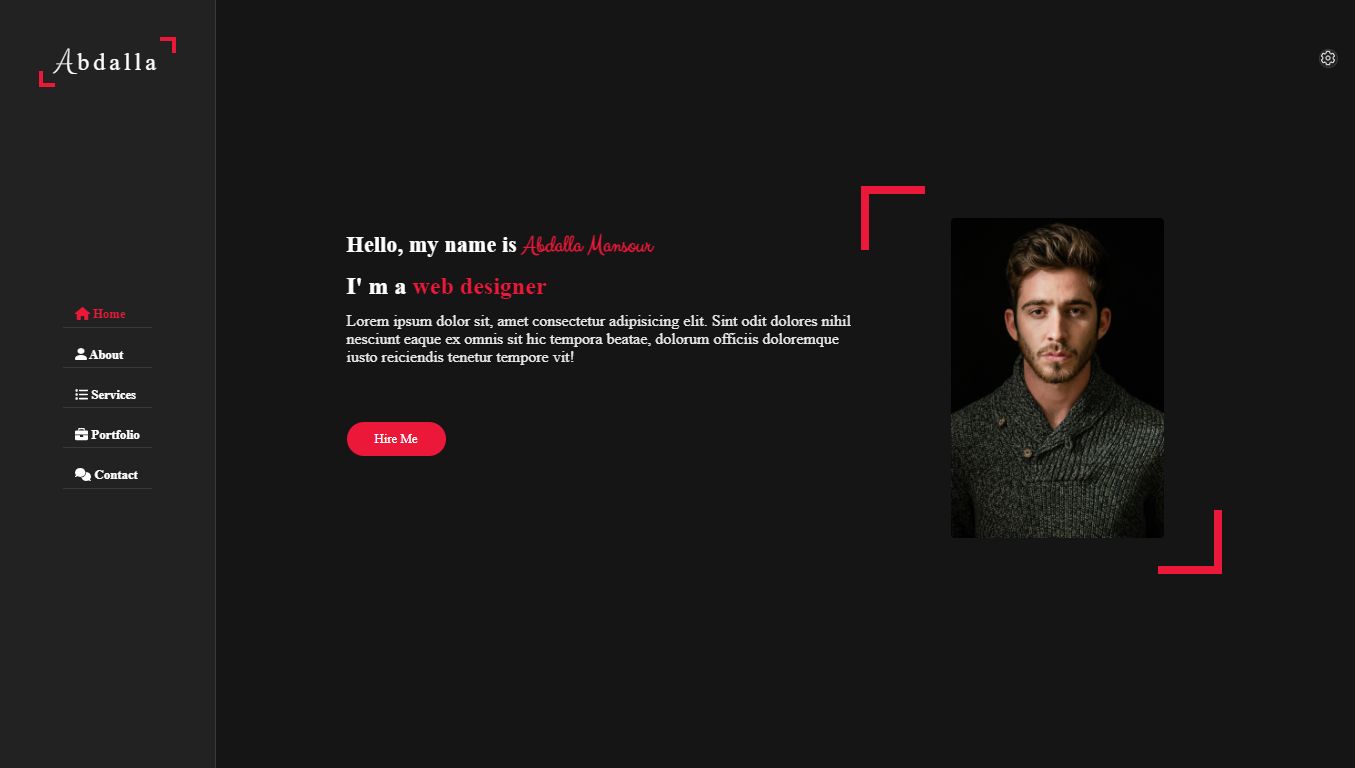 Abdalla
Home
About
Services
Portfolio
Contact
Hello, my name is Abdalla Mansour
I' m a web designer
Lorem ipsum dolor sit, amet consectetur adipisicing elit. Sint odit dolores nihil
nesciunt eaque ex omnis sit hic tempora beatae, dolorum officiis doloremque
iusto reiciendis tenetur tempore vit!
Hire Me